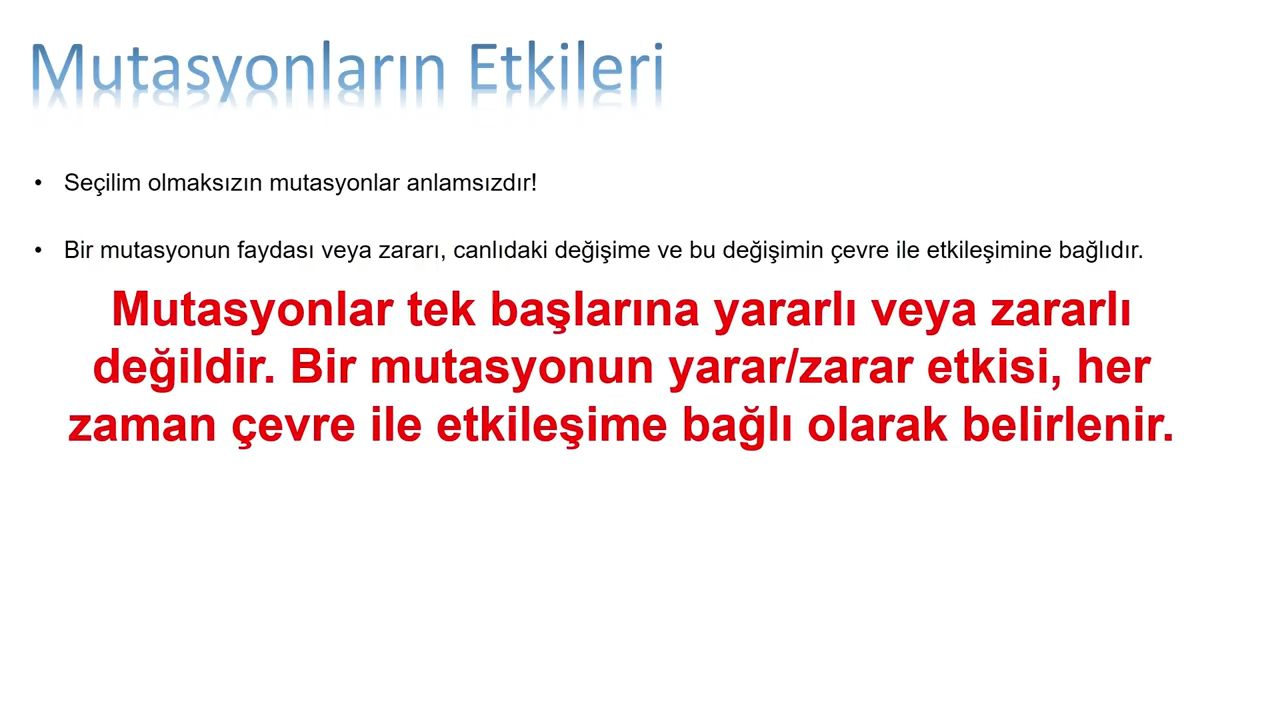 Mutasyonların Etkileri
• Seçilim olmaksızın mutasyonlar anlamsızdır!
• Bir mutasyonun faydası veya zararı, canlıdaki değişime ve bu değişimin çevre ile etkileşimine bağlıdır.
Mutasyonlar tek başlarına yararlı veya zararlı
değildir. Bir mutasyonun yarar/zarar etkisi, her
zaman çevre ile etkileşime bağlı olarak belirlenir.